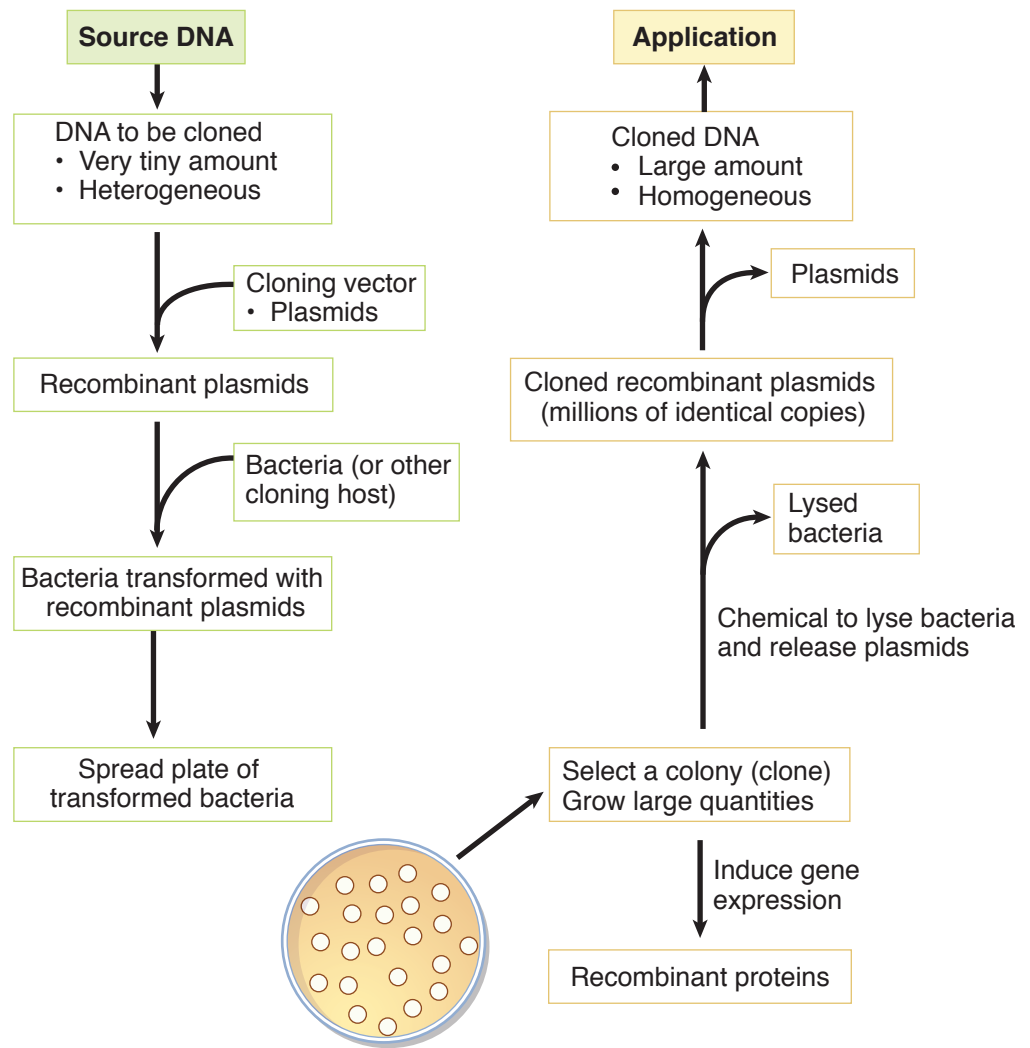 Source DNA
DNA to be cloned
• Very tiny amount
• Heterogeneous
Cloning vector
• Plasmids
Recombinant plasmids
Bacteria (or other
cloning host)
Bacteria transformed with
recombinant plasmids
Spread plate of
transformed bacteria
Application
Cloned DNA
• Large amount
• Homogeneous
Plasmids
Cloned recombinant plasmids
(millions of identical copies)
Lysed
bacteria
Chemical to lyse bacteria
and release plasmids
Select a colony (clone)
Grow large quantities
Induce gene
expression
Recombinant proteins